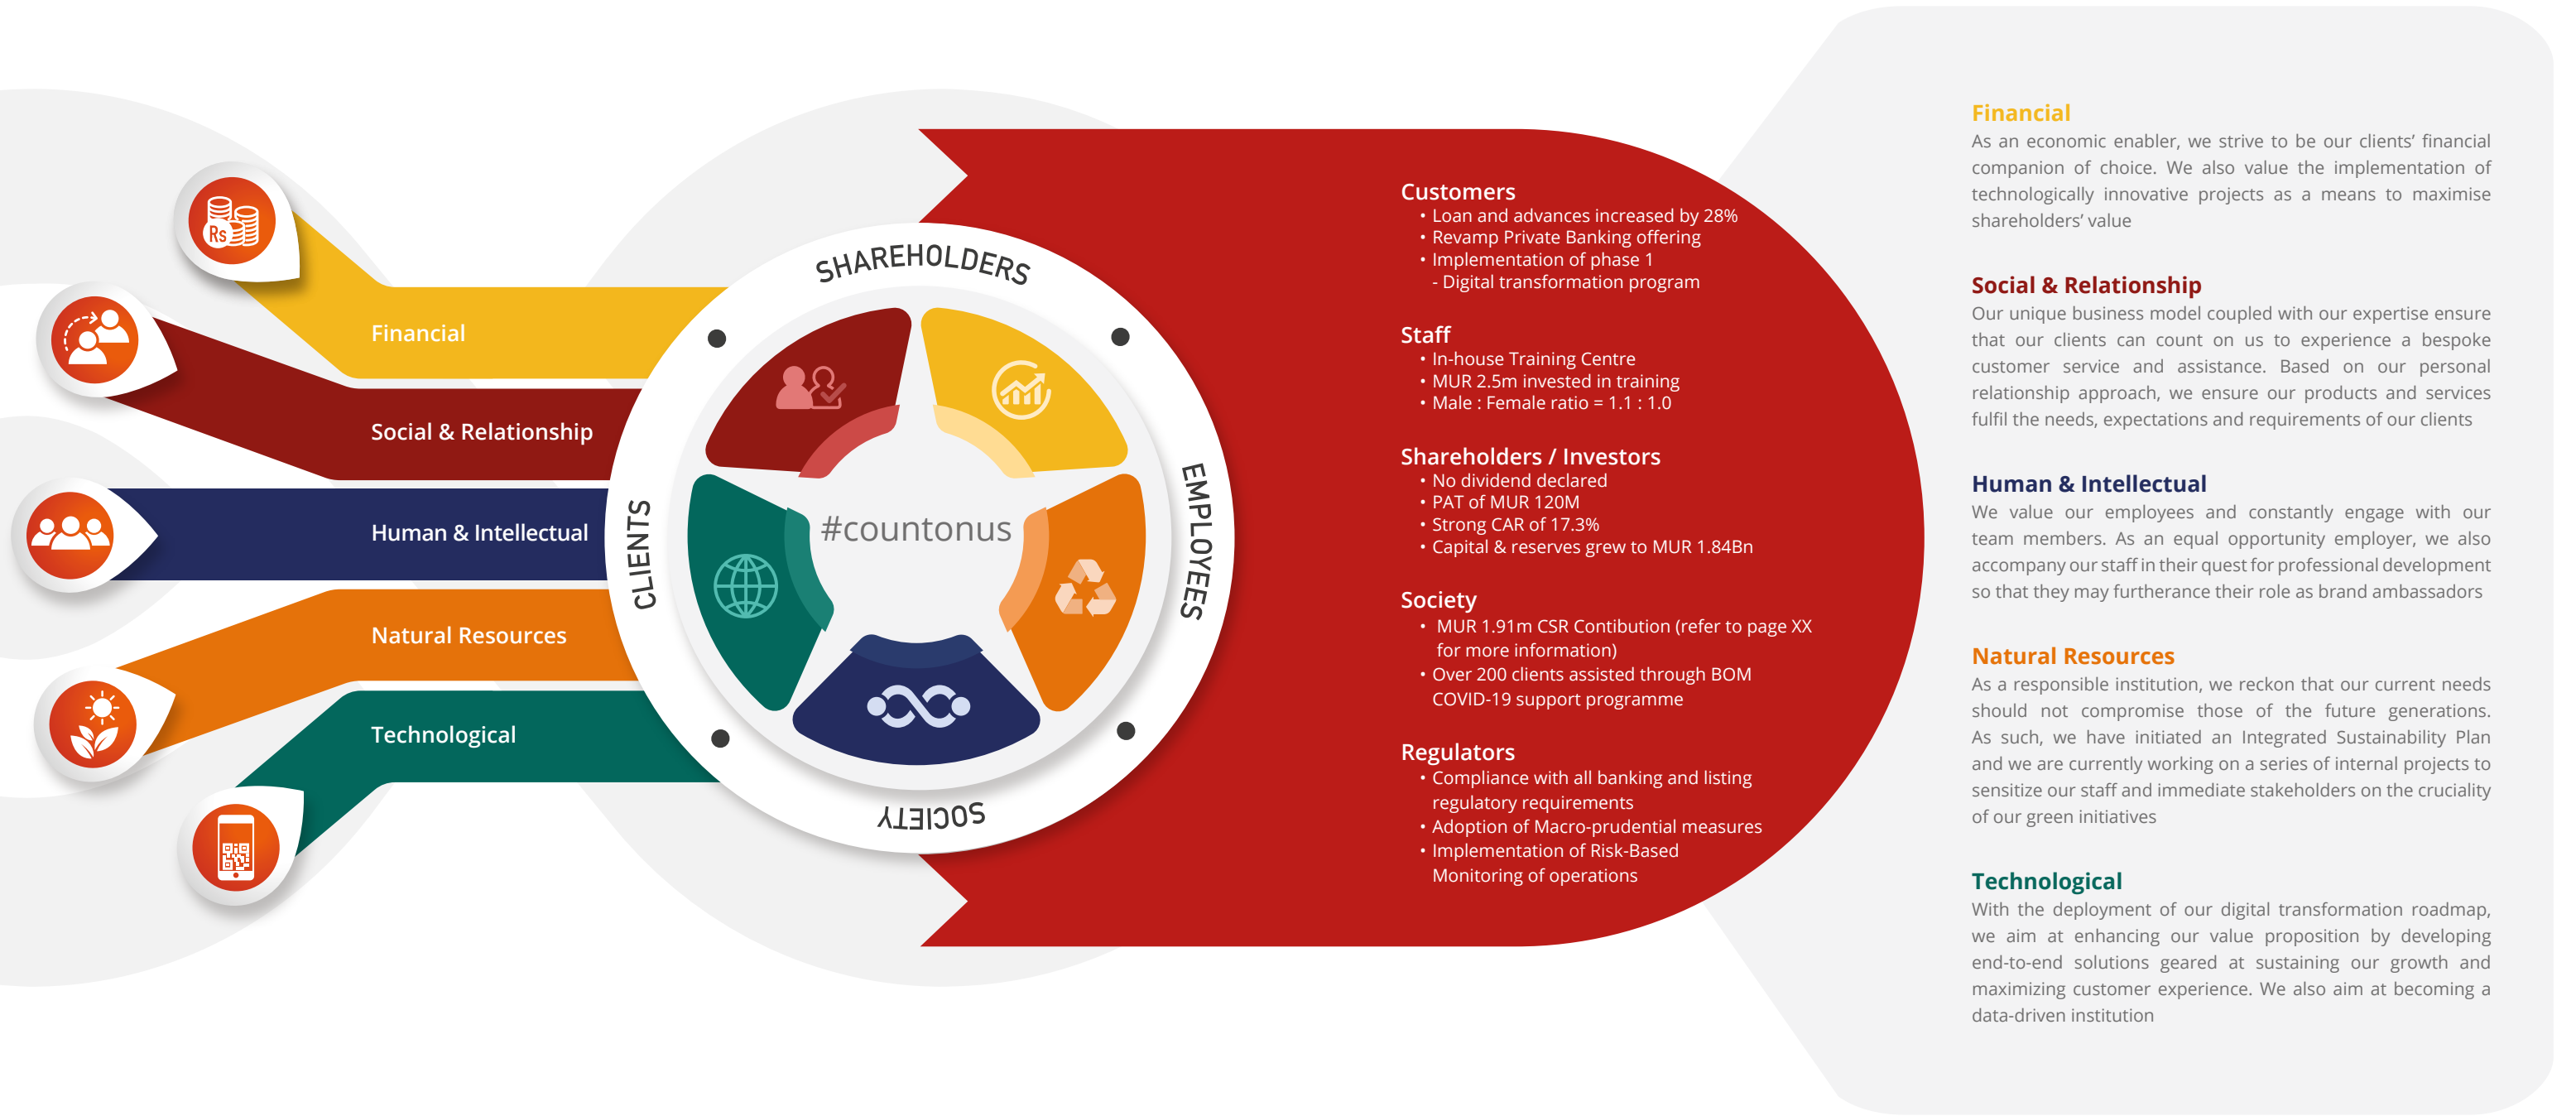 Rs
Financial
Social & Relationship
Human & Intellectual
Natural Resources
Technological
SHAREHOLDERS
EMPLOYEES
SOCIETY
CLIENTS
#countonus
Customers
• Loan and advances increased by 28%
• Revamp Private Banking offering
• Implementation of phase 1
- Digital transformation program
Staff
• In-house Training Centre
• MUR 2.5m invested in training
• Male : Female ratio = 1.1 : 1.0
Shareholders / Investors
• No dividend declared
• PAT of MUR 120M
• Strong CAR of 17.3%
• Capital & reserves grew to MUR 1.84Bn
Society
• MUR 1.91m CSR Contibution (refer to page XX
for more information)
• Over 200 clients assisted through BOM
COVID-19 support programme
Regulators
• Compliance with all banking and listing
regulatory requirements
• Adoption of Macro-prudential measures
• Implementation of Risk-Based
Monitoring of operations
Financial
As an economic enabler, we strive to be our clients’ financial
companion of choice. We also value the implementation of
technologically innovative projects as a means to maximise
shareholders’ value
Social & Relationship
Our unique business model coupled with our expertise ensure
that our clients can count on us to experience a bespoke
customer service and assistance. Based on our personal
relationship approach, we ensure our products and services
fulfil the needs, expectations and requirements of our clients
Human & Intellectual
We value our employees and constantly engage with our
team members. As an equal opportunity employer, we also
accompany our staff in their quest for professional development
so that they may furtherance their role as brand ambassadors
Natural Resources
As a responsible institution, we reckon that our current needs
should not compromise those of the future generations.
As such, we have initiated an Integrated Sustainability Plan
and we are currently working on a series of internal projects to
sensitize our staff and immediate stakeholders on the cruciality
of our green initiatives
Technological
With the deployment of our digital transformation roadmap,
we aim at enhancing our value proposition by developing
end-to-end solutions geared at sustaining our growth and
maximizing customer experience. We also aim at becoming a
data-driven institution